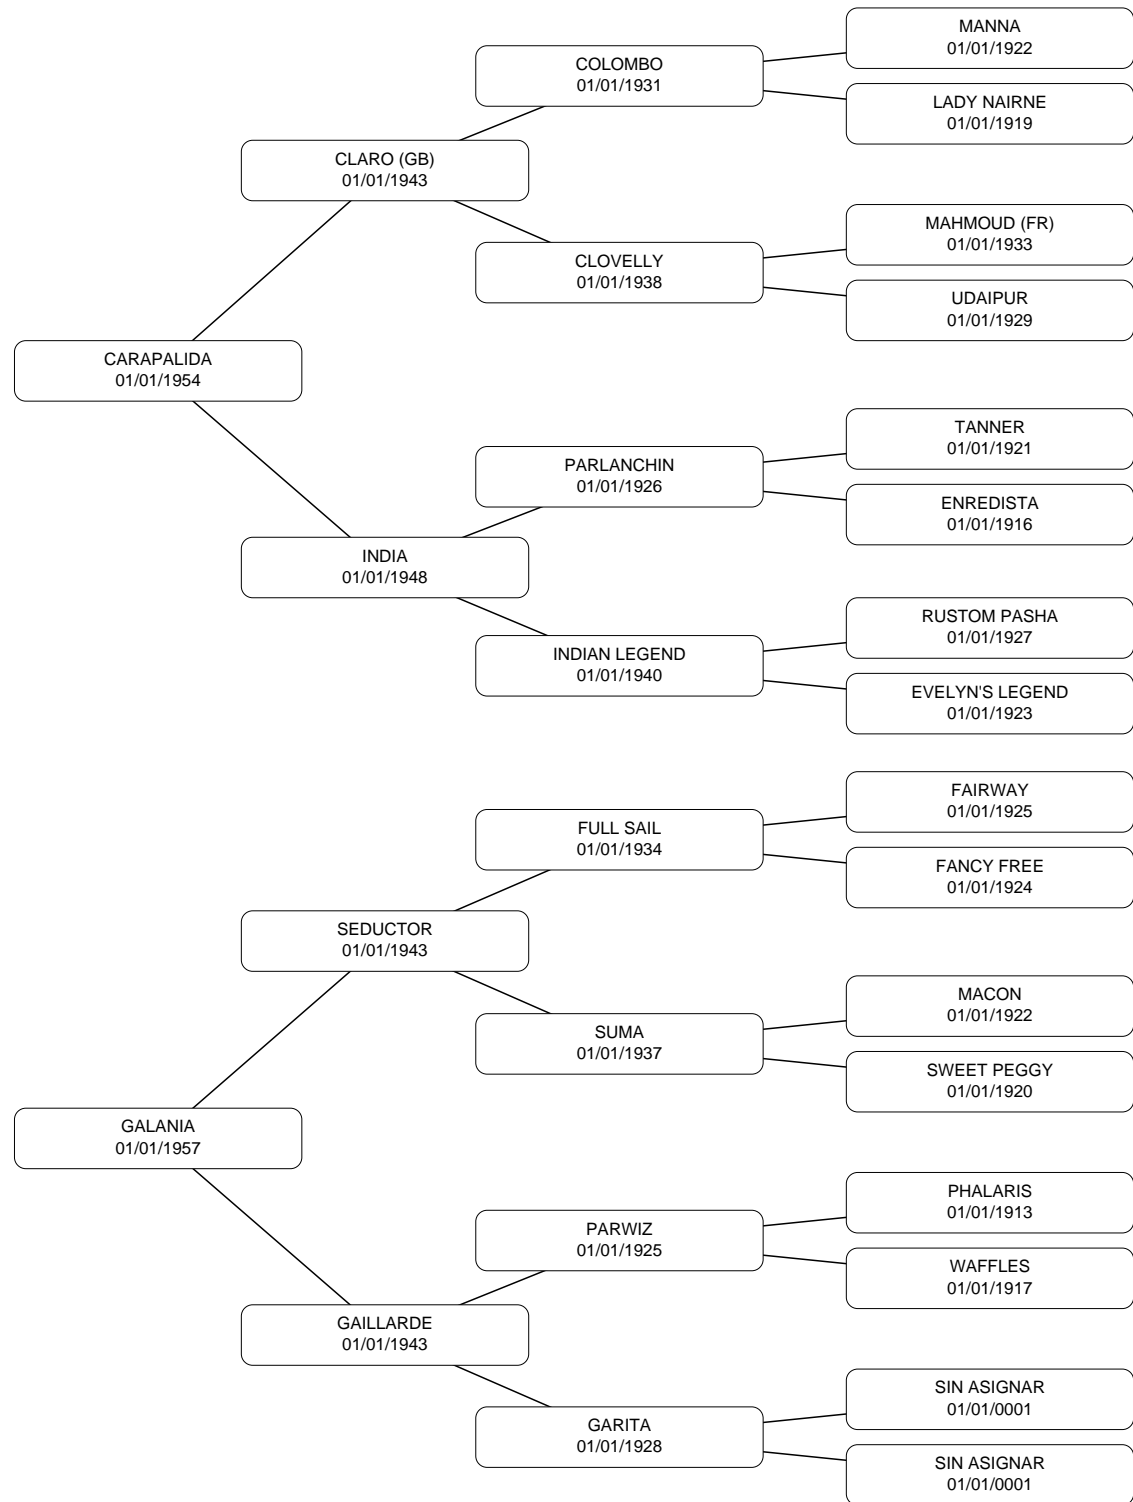 MANNA
01/01/1922
COLOMBO
01/01/1931
LADY NAIRNE
01/01/1919
CLARO (GB)
01/01/1943
MAHMOUD (FR)
01/01/1933
CLOVELLY
01/01/1938
UDAIPUR
01/01/1929
CARAPALIDA
01/01/1954
TANNER
01/01/1921
PARLANCHIN
01/01/1926
ENREDISTA
01/01/1916
INDIA
01/01/1948
RUSTOM PASHA
01/01/1927
INDIAN LEGEND
01/01/1940
EVELYN'S LEGEND
01/01/1923
FAIRWAY
01/01/1925
FULL SAIL
01/01/1934
FANCY FREE
01/01/1924
SEDUCTOR
01/01/1943
MACON
01/01/1922
SUMA
01/01/1937
SWEET PEGGY
01/01/1920
GALANIA
01/01/1957
PHALARIS
01/01/1913
PARWIZ
01/01/1925
WAFFLES
01/01/1917
GAILLARDE
01/01/1943
SIN ASIGNAR
01/01/0001
GARITA
01/01/1928
SIN ASIGNAR
01/01/0001